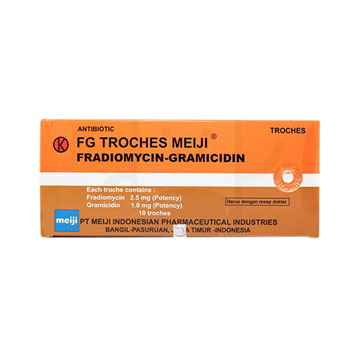 ANTIBIOTIC
TROCHES
K
FG TROCHES MEIJI®
FRADIOMYCIN-GRAMICIDIN
Each troche contains :
Fradiomycin 2.5 mg (Potency)
Gramicidin 1.0 mg (Potency)
10 troches
Harus dengan resep dokter
meiji
PT MEIJI INDONESIAN PHARMACEUTICAL INDUSTRIES
BANGIL-PASURUAN, JAWA TIMUR -INDONESIA